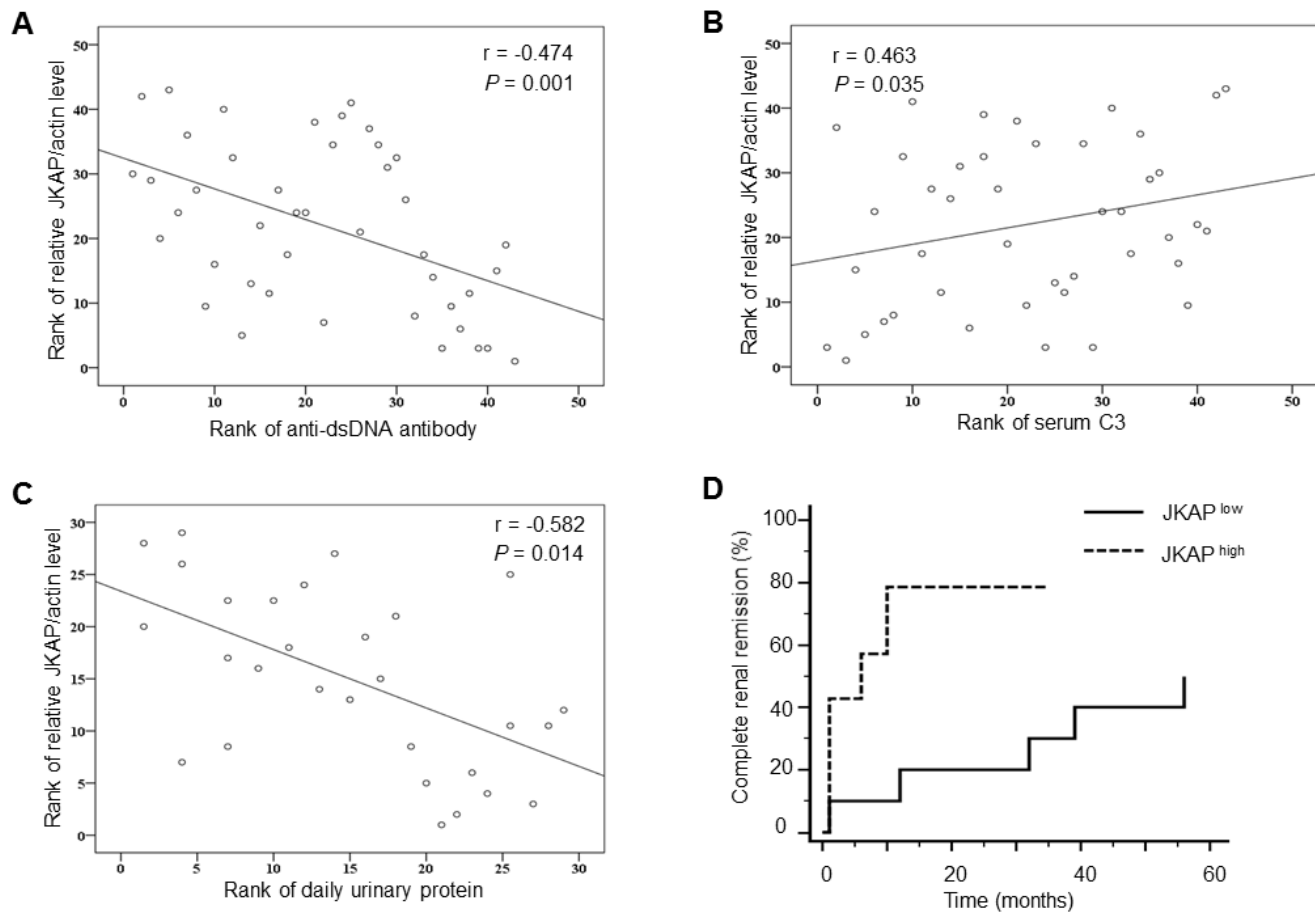 A
r = -0.474
P = 0.001
Rank of relative JKAP/actin level
50
40
30
20
10
0
0 10 20 30 40 50
Rank of anti-dsDNA antibody
B
r = 0.463
P = 0.035
Rank of relative JKAP/actin level
50
40
30
20
10
0
0 10 20 30 40 50
Rank of serum C3
C
r = -0.582
P = 0.014
Rank of relative JKAP/actin level
30
25
20
15
10
5
0
0 5 10 15 20 25 30
Rank of daily urinary protein
D
JKAP low
JKAP high
Complete renal remission (%)
100
80
60
40
20
0
0 20 40 60
Time (months)